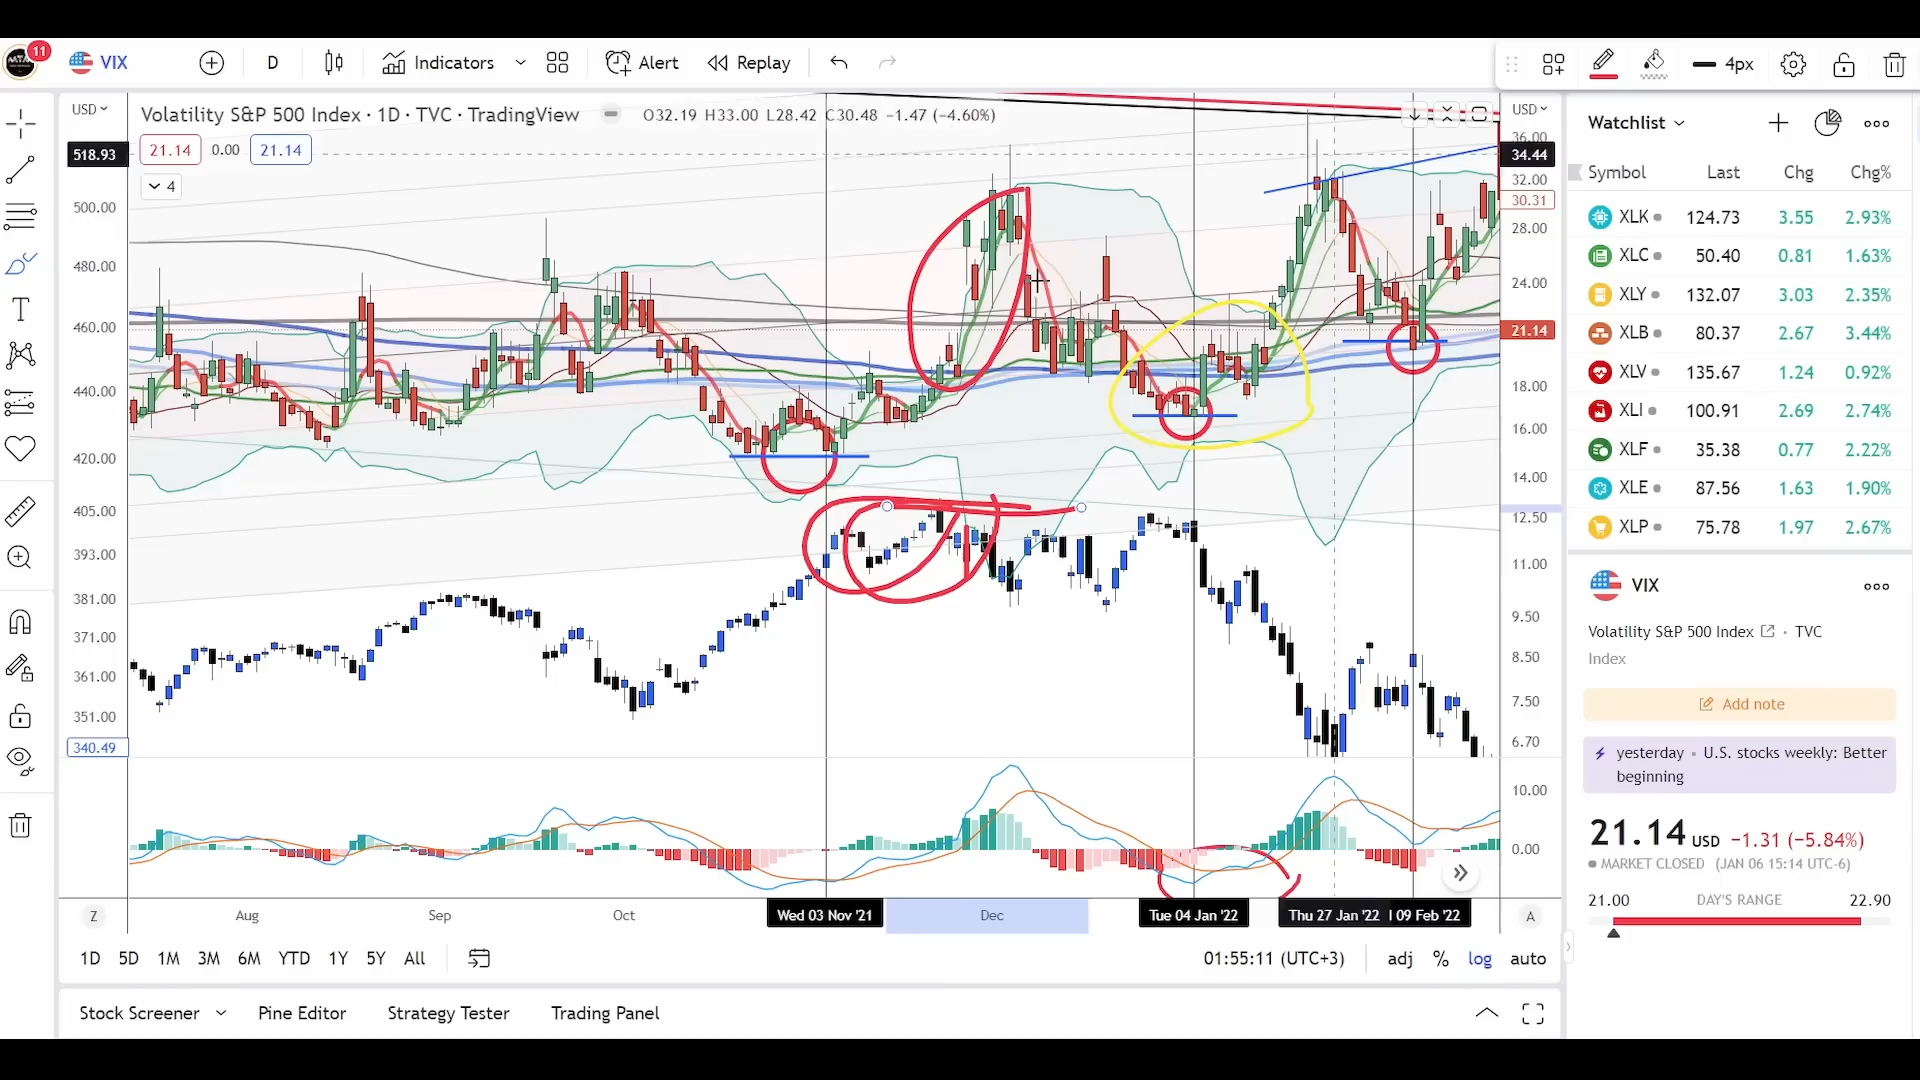 11
VIX
D
Indicators
Alert
Replay
4px
USD
Volatility S&P 500 Index · 1D · TVC · TradingView
O32.19 H33.00 L28.42 C30.48 −1.47 (−4.60%)
USD
21.14 0.00 21.14
4
518.93
500.00
480.00
460.00
440.00
420.00
405.00
393.00
381.00
371.00
361.00
351.00
340.49
36.00
34.44
32.00
30.31
28.00
24.00
21.14
18.00
16.00
14.00
12.50
11.00
9.50
8.50
7.50
6.70
10.00
0.00
Z
Aug
Sep
Oct
Wed 03 Nov '21
Dec
Tue 04 Jan '22
Thu 27 Jan '22
09 Feb '22
A
1D 5D 1M 3M 6M YTD 1Y 5Y All
01:55:11 (UTC+3)
adj % log auto
Stock Screener
Pine Editor
Strategy Tester
Trading Panel
Watchlist
Symbol Last Chg Chg%
XLK 124.73 3.55 2.93%
XLC 50.40 0.81 1.63%
XLY 132.07 3.03 2.35%
XLB 80.37 2.67 3.44%
XLV 135.67 1.24 0.92%
XLI 100.91 2.69 2.74%
XLF 35.38 0.77 2.22%
XLE 87.56 1.63 1.90%
XLP 75.78 1.97 2.67%
VIX
Volatility S&P 500 Index · TVC
Index
Add note
yesterday · U.S. stocks weekly: Better
beginning
21.14 USD −1.31 (−5.84%)
MARKET CLOSED (JAN 06 15:14 UTC-6)
21.00 DAY'S RANGE 22.90